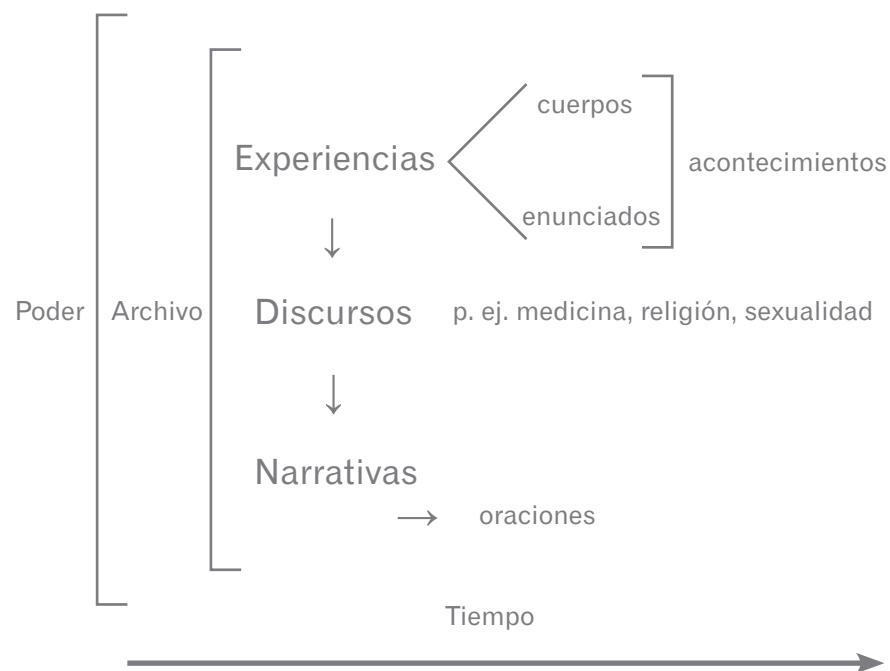 cuerpos
Experiencias
acontecimientos
enunciados
↓
Poder
Archivo
Discursos
p. ej. medicina, religión, sexualidad
↓
Narrativas
→ oraciones
Tiempo